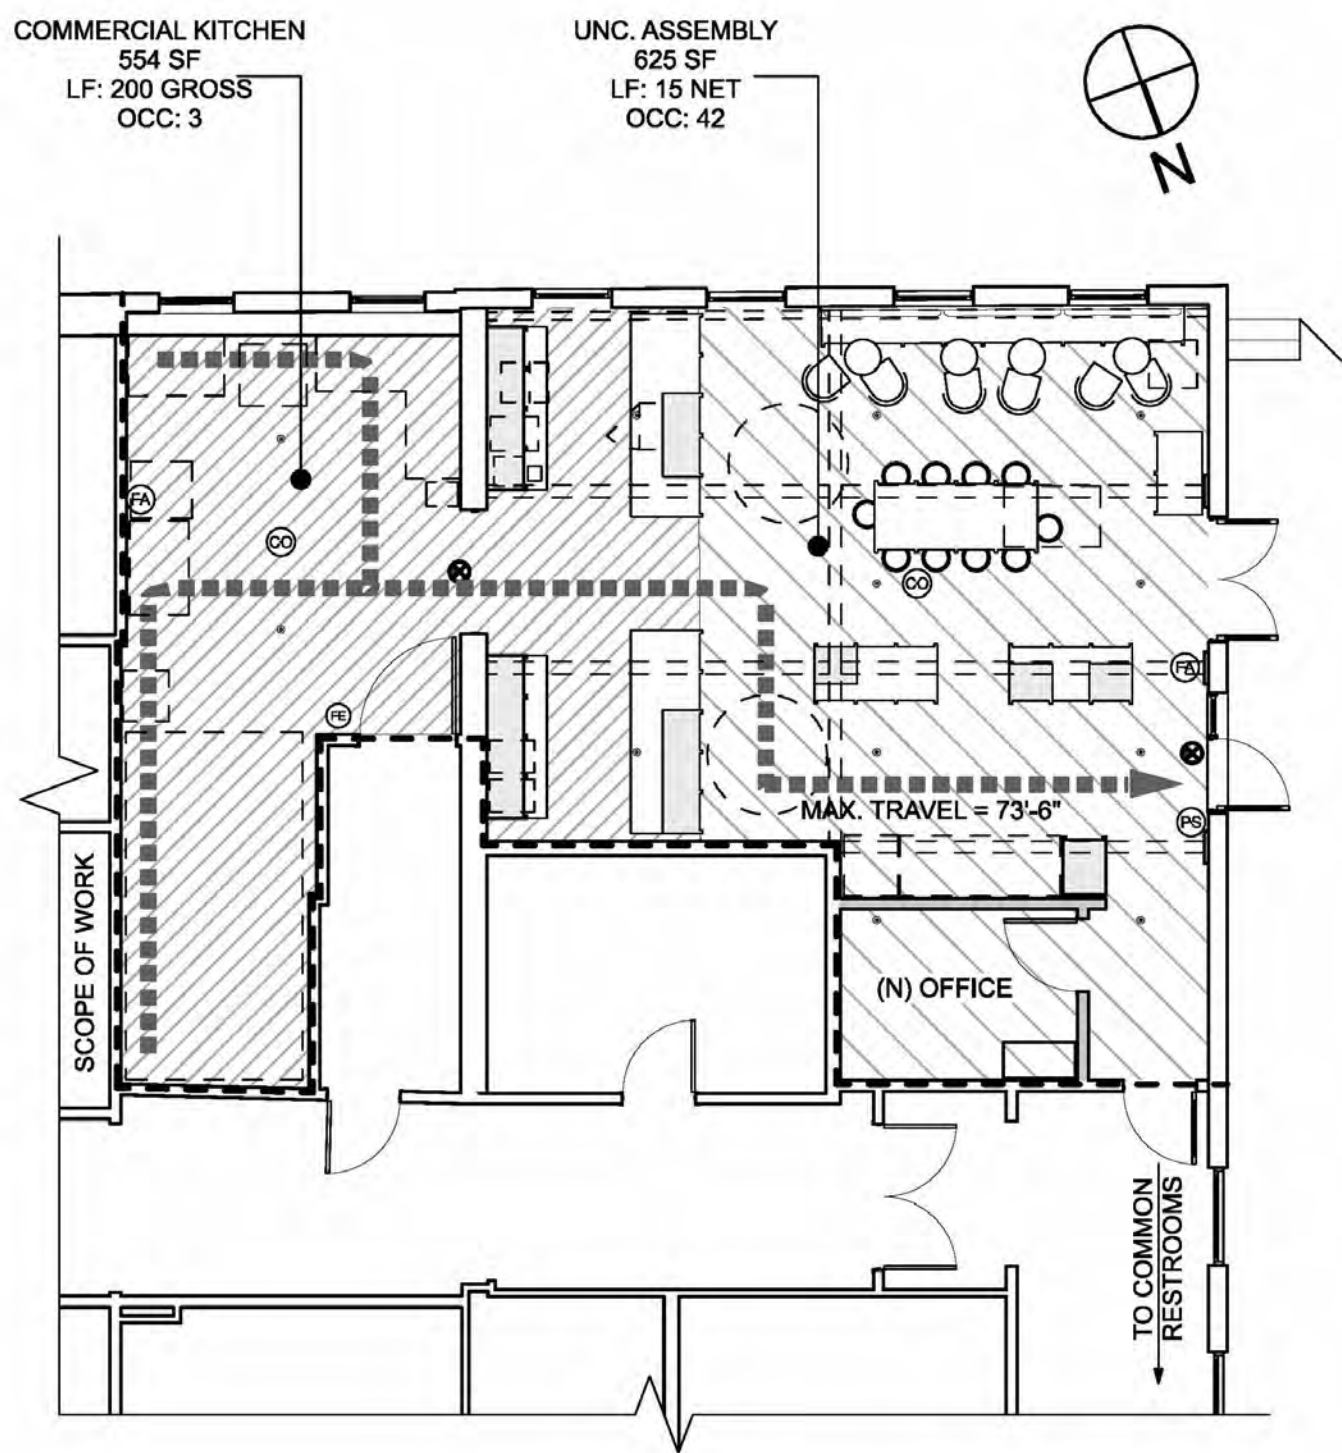 COMMERCIAL KITCHEN
554 SF
LF: 200 GROSS
OCC: 3
UNC. ASSEMBLY
625 SF
LF: 15 NET
OCC: 42
N
FA
CO
CO
FA
FE
MAX. TRAVEL = 73'-6"
PS
SCOPE OF WORK
(N) OFFICE
TO COMMON
RESTROOMS